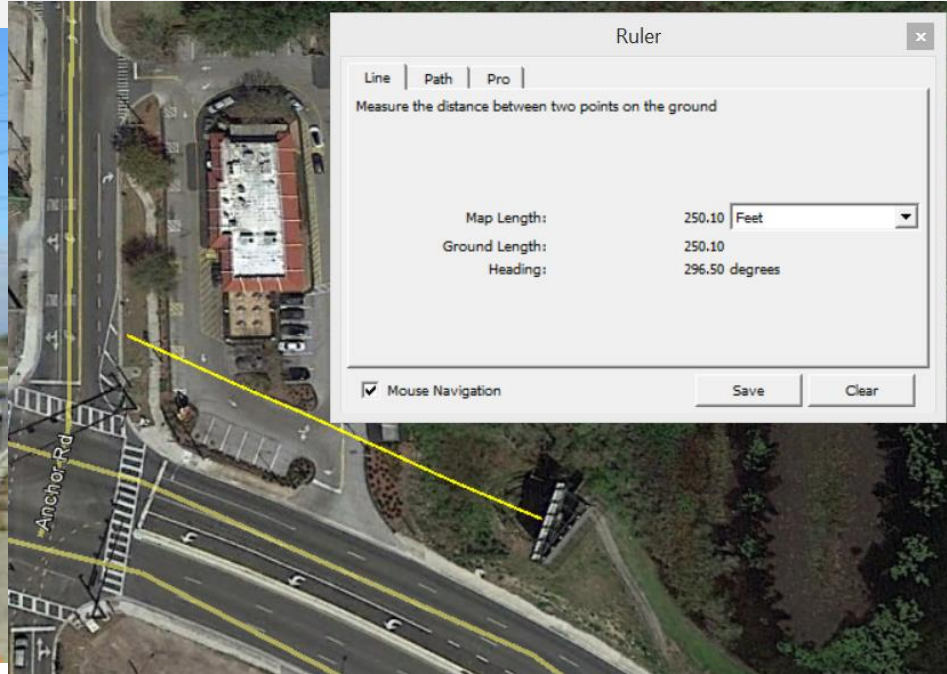 Ruler
Line Path Pro
Measure the distance between two points on the ground
Map Length: 250.10 Feet
Ground Length: 250.10
Heading: 296.50 degrees
Mouse Navigation Save Clear
Anchor Rd